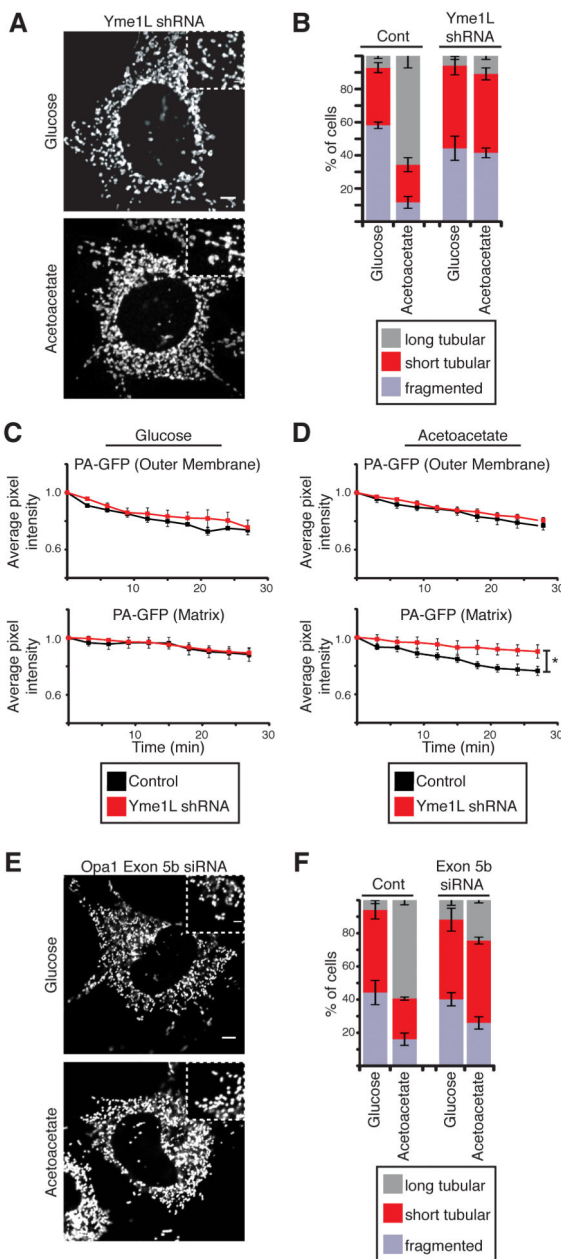 A
Yme1L shRNA
Glucose
Acetoacetate
B
Cont
Yme1L
shRNA
% of cells
80
60
40
20
Glucose
Acetoacetate
Glucose
Acetoacetate
long tubular
short tubular
fragmented
C
Glucose
PA-GFP (Outer Membrane)
Average pixel
intensity
1.0
0.6
10
20
30
PA-GFP (Matrix)
Average pixel
intensity
1.0
0.6
10
20
30
Time (min)
Control
Yme1L shRNA
D
Acetoacetate
PA-GFP (Outer Membrane)
Average pixel
intensity
1.0
0.6
10
20
30
PA-GFP (Matrix)
Average pixel
intensity
1.0
0.6
*
10
20
30
Time (min)
Control
Yme1L shRNA
E
Opa1 Exon 5b siRNA
Glucose
Acetoacetate
F
Cont
Exon 5b
siRNA
% of cells
80
60
40
20
Glucose
Acetoacetate
Glucose
Acetoacetate
long tubular
short tubular
fragmented